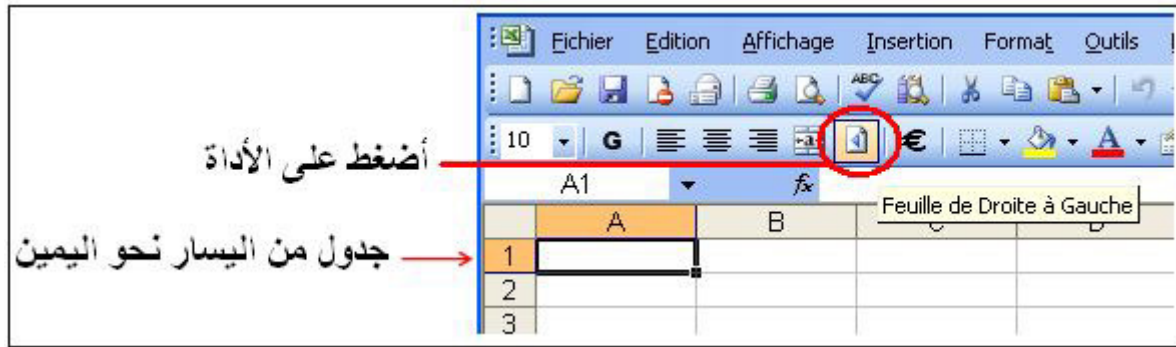 Fichier Edition Affichage Insertion Format Outils
ABC
10 G a €
أضغط على الأداة
A1 fx
Feuille de Droite à Gauche
A B C D
جدول من اليسار نحو اليمين
1
2
3